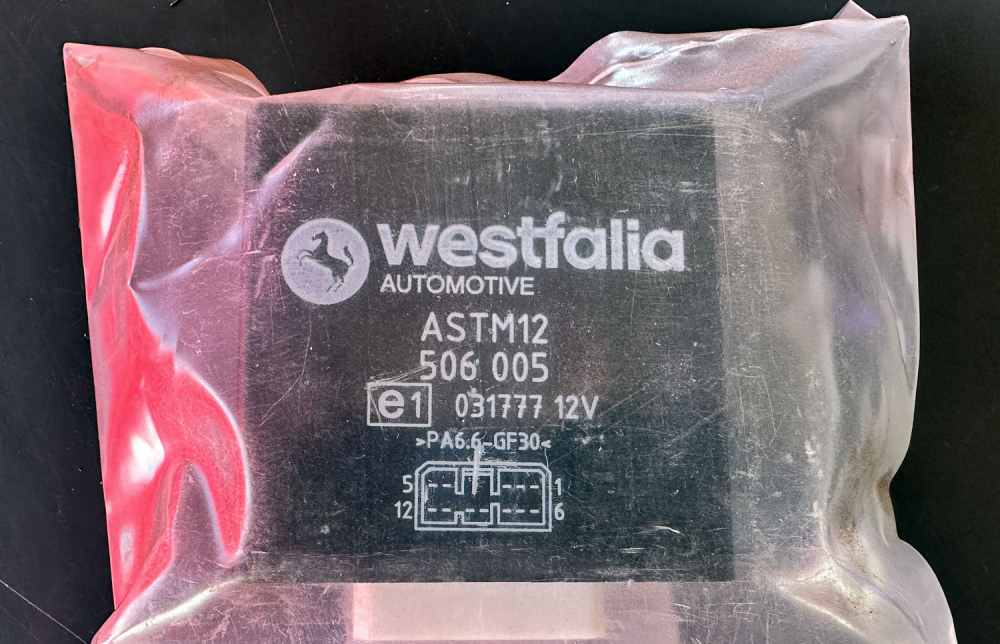 westfalia
AUTOMOTIVE
ASTM12
506 005
e1 031777 12V
>PA6.6-GF30<
5 1
12 6